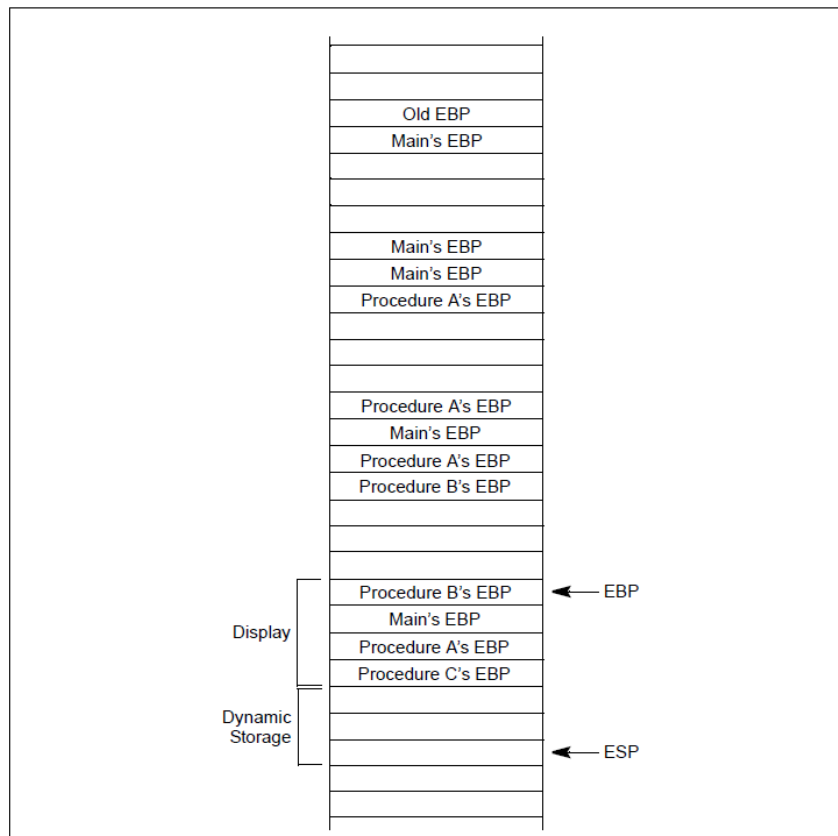 Old EBP
Main's EBP
Main's EBP
Main's EBP
Procedure A's EBP
Procedure A's EBP
Main's EBP
Procedure A's EBP
Procedure B's EBP
Procedure B's EBP
EBP
Main's EBP
Display
Procedure A's EBP
Procedure C's EBP
Dynamic
Storage
ESP